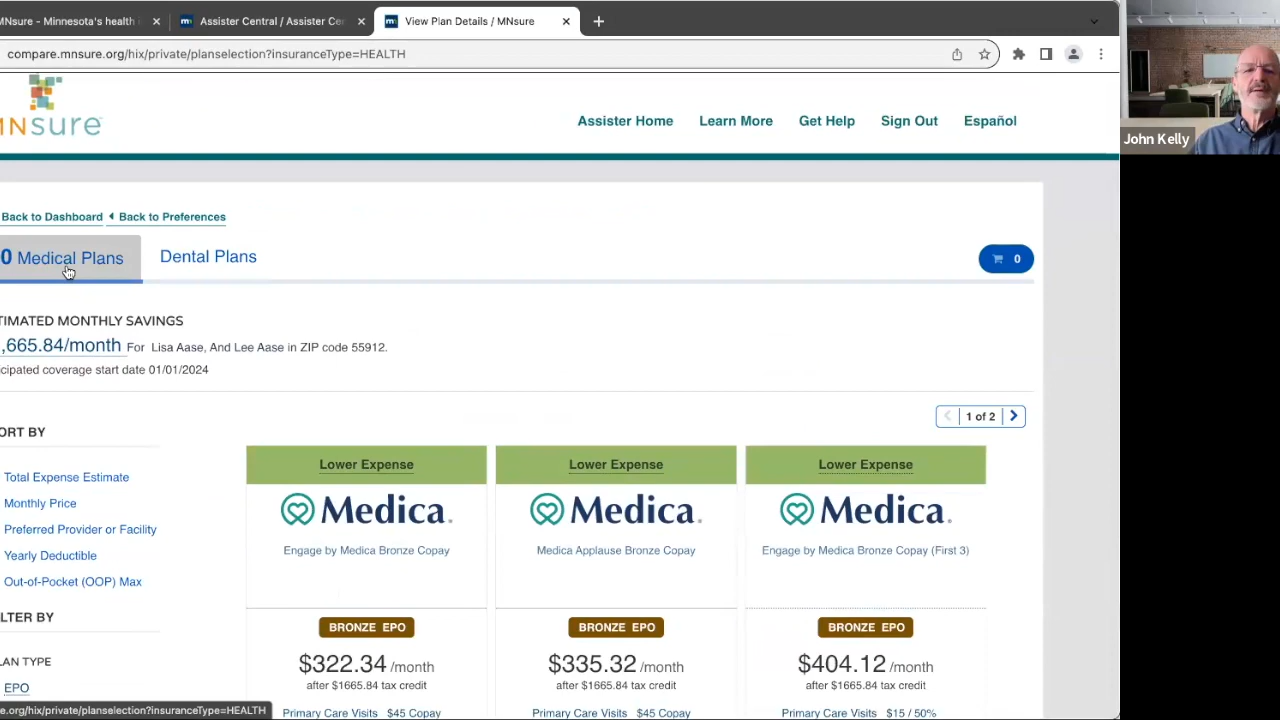 MNsure - Minnesota's health
Assister Central / Assister Ce
View Plan Details / MNsure
compare.mnsure.org/hix/private/planselection?insuranceType=HEALTH
John Kelly
MNsure
Assister Home Learn More Get Help Sign Out Español
Back to Dashboard Back to Preferences
0 Medical Plans Dental Plans 0
TIMATED MONTHLY SAVINGS
,665.84/month For Lisa Aase, And Lee Aase in ZIP code 55912.
cipated coverage start date 01/01/2024
1 of 2
ORT BY
Total Expense Estimate
Monthly Price
Preferred Provider or Facility
Yearly Deductible
Out-of-Pocket (OOP) Max
LTER BY
LAN TYPE
EPO
Lower Expense Lower Expense Lower Expense
Medica. Medica. Medica.
Engage by Medica Bronze Copay Medica Applause Bronze Copay Engage by Medica Bronze Copay (First 3)
BRONZE EPO BRONZE EPO BRONZE EPO
$322.34 /month $335.32 /month $404.12 /month
after $1665.84 tax credit after $1665.84 tax credit after $1665.84 tax credit
Primary Care Visits $45 Copay Primary Care Visits $45 Copay Primary Care Visits $15 / 50%
re.org/hix/private/planselection?insuranceType=HEALTH